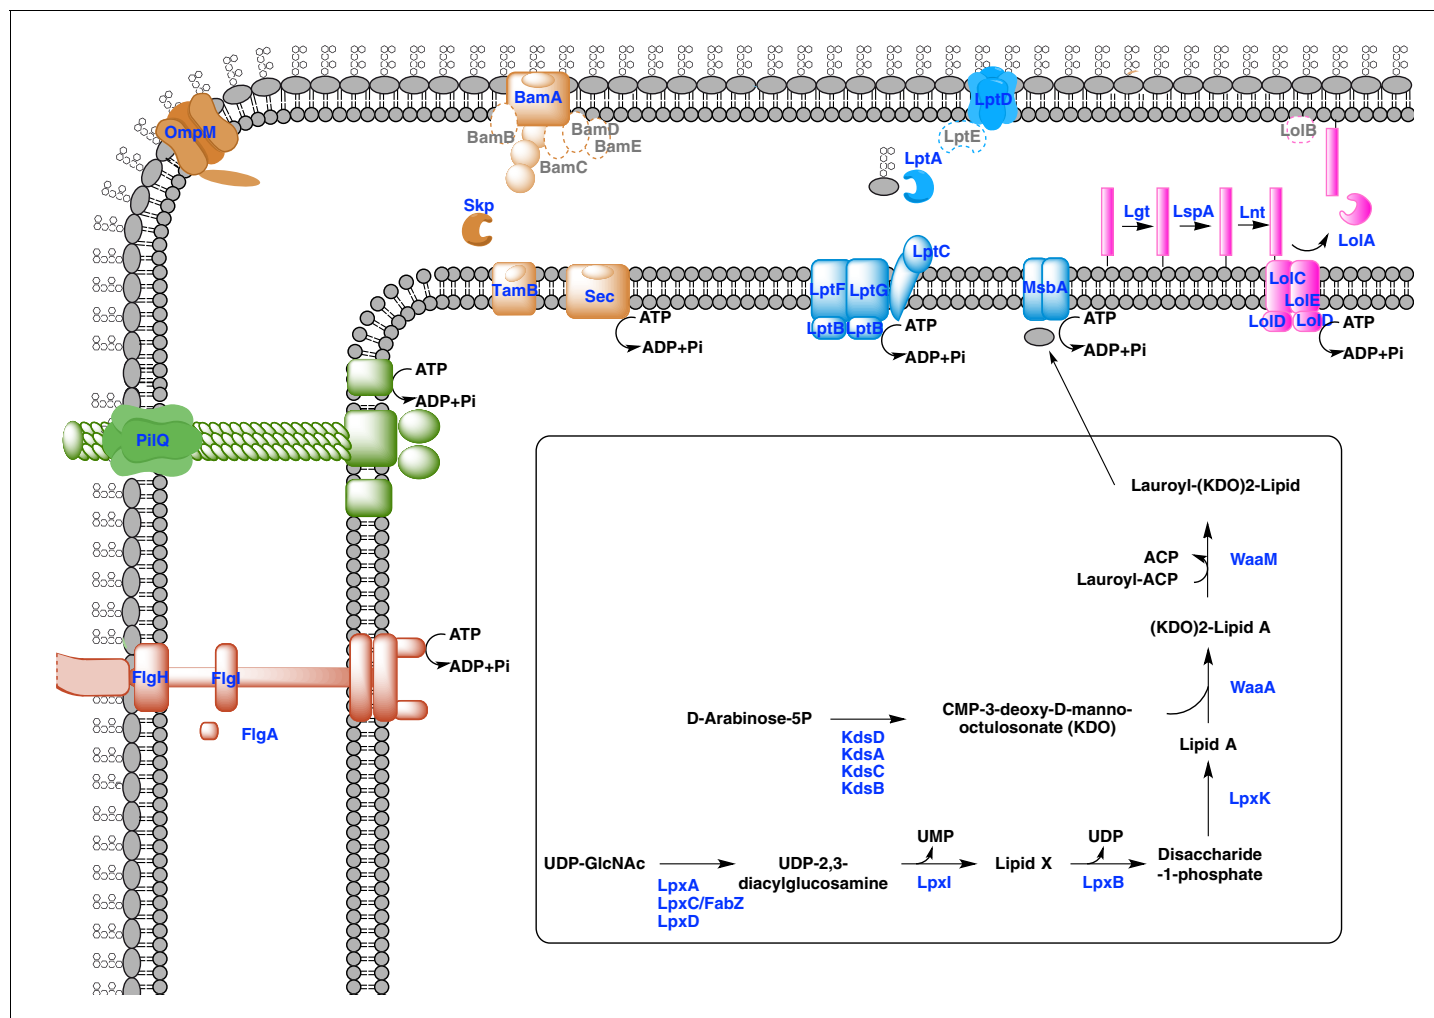 BamA
LptD
OmpM
BamB
BamD
BamE
BamC
LptE
LolB
LptA
Skp
Lgt
LspA
Lnt
LolA
LptC
TamB
Sec
LptF
LptG
MsbA
LolC
LolE
LptB
LptB
LolD
LolD
ATP
ADP+Pi
ATP
ADP+Pi
ATP
ADP+Pi
ATP
ADP+Pi
ATP
ADP+Pi
PilQ
Lauroyl-(KDO)2-Lipid
ACP
Lauroyl-ACP
WaaM
(KDO)2-Lipid A
ATP
ADP+Pi
FlgH
FlgI
FlgA
WaaA
D-Arabinose-5P
KdsD
KdsA
KdsC
KdsB
CMP-3-deoxy-D-manno-
octulosonate (KDO)
Lipid A
LpxK
UDP-GlcNAc
LpxA
LpxC/FabZ
LpxD
UDP-2,3-
diacylglucosamine
UMP
LpxI
Lipid X
UDP
LpxB
Disaccharide
-1-phosphate